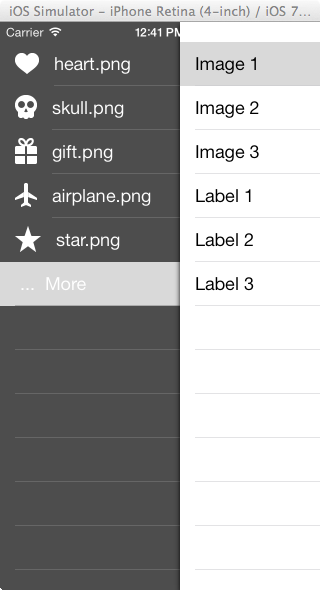 iOS Simulator – iPhone Retina (4-inch) / iOS 7...
Carrier 12:41 PM
heart.png
skull.png
gift.png
airplane.png
star.png
... More
Image 1
Image 2
Image 3
Label 1
Label 2
Label 3